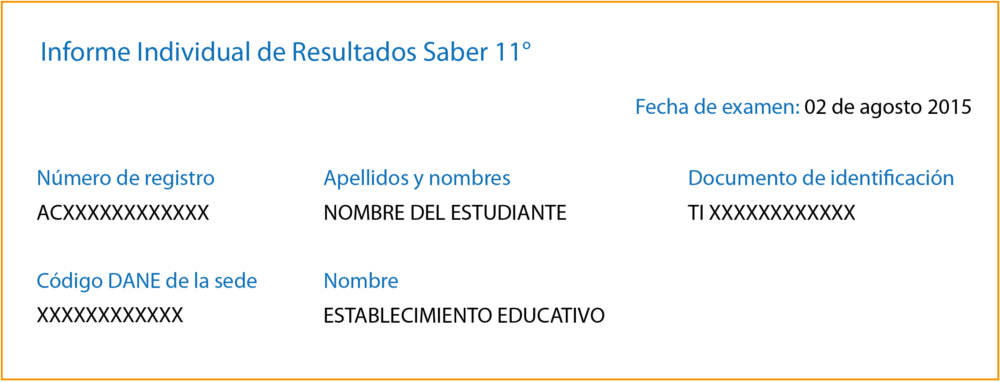 Informe Individual de Resultados Saber 11°
Fecha de examen: 02 de agosto 2015
Número de registro Apellidos y nombres Documento de identificación
ACXXXXXXXXXXXX NOMBRE DEL ESTUDIANTE TI XXXXXXXXXXXX
Código DANE de la sede Nombre
XXXXXXXXXXXX ESTABLECIMIENTO EDUCATIVO